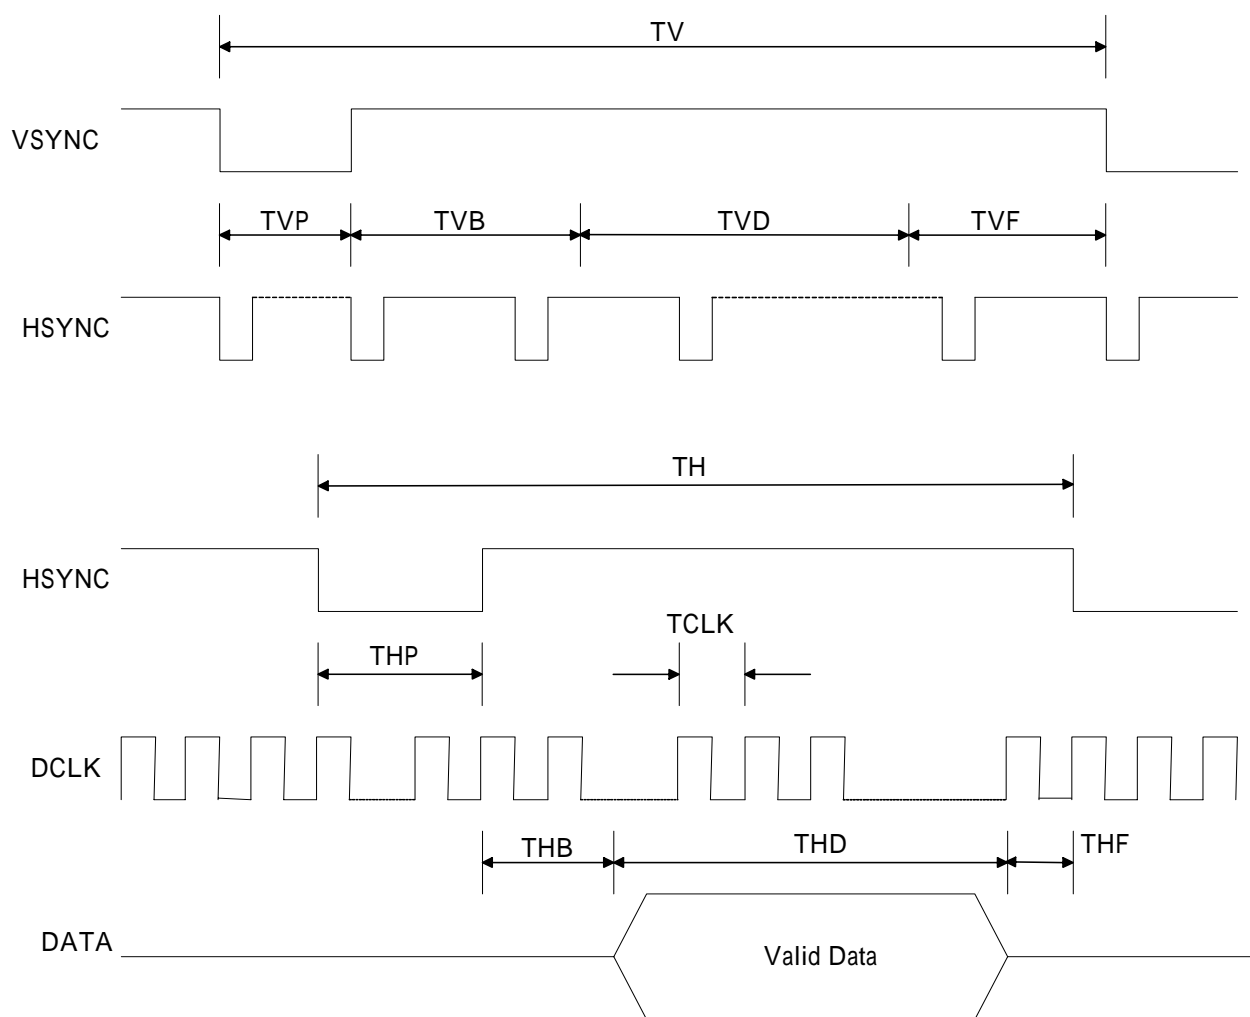 TV
VSYNC
TVP TVB TVD TVF
HSYNC
TH
HSYNC
TCLK
THP
DCLK
THB THD THF
DATA
Valid Data